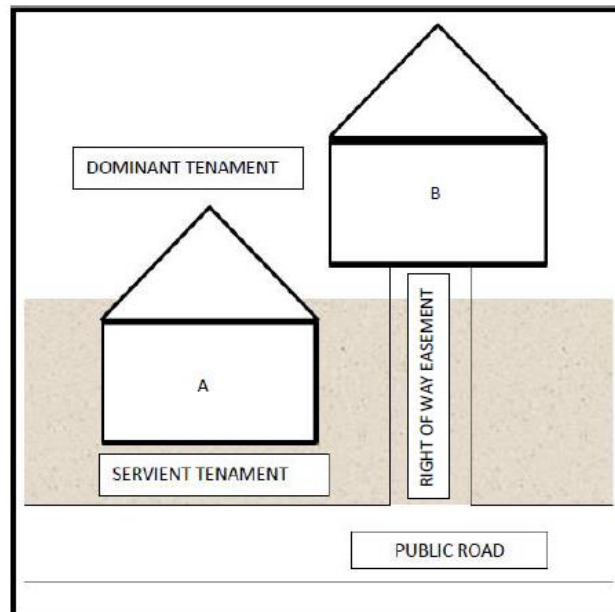 DOMINANT TENAMENT
B
A
RIGHT OF WAY EASEMENT
SERVIENT TENAMENT
PUBLIC ROAD